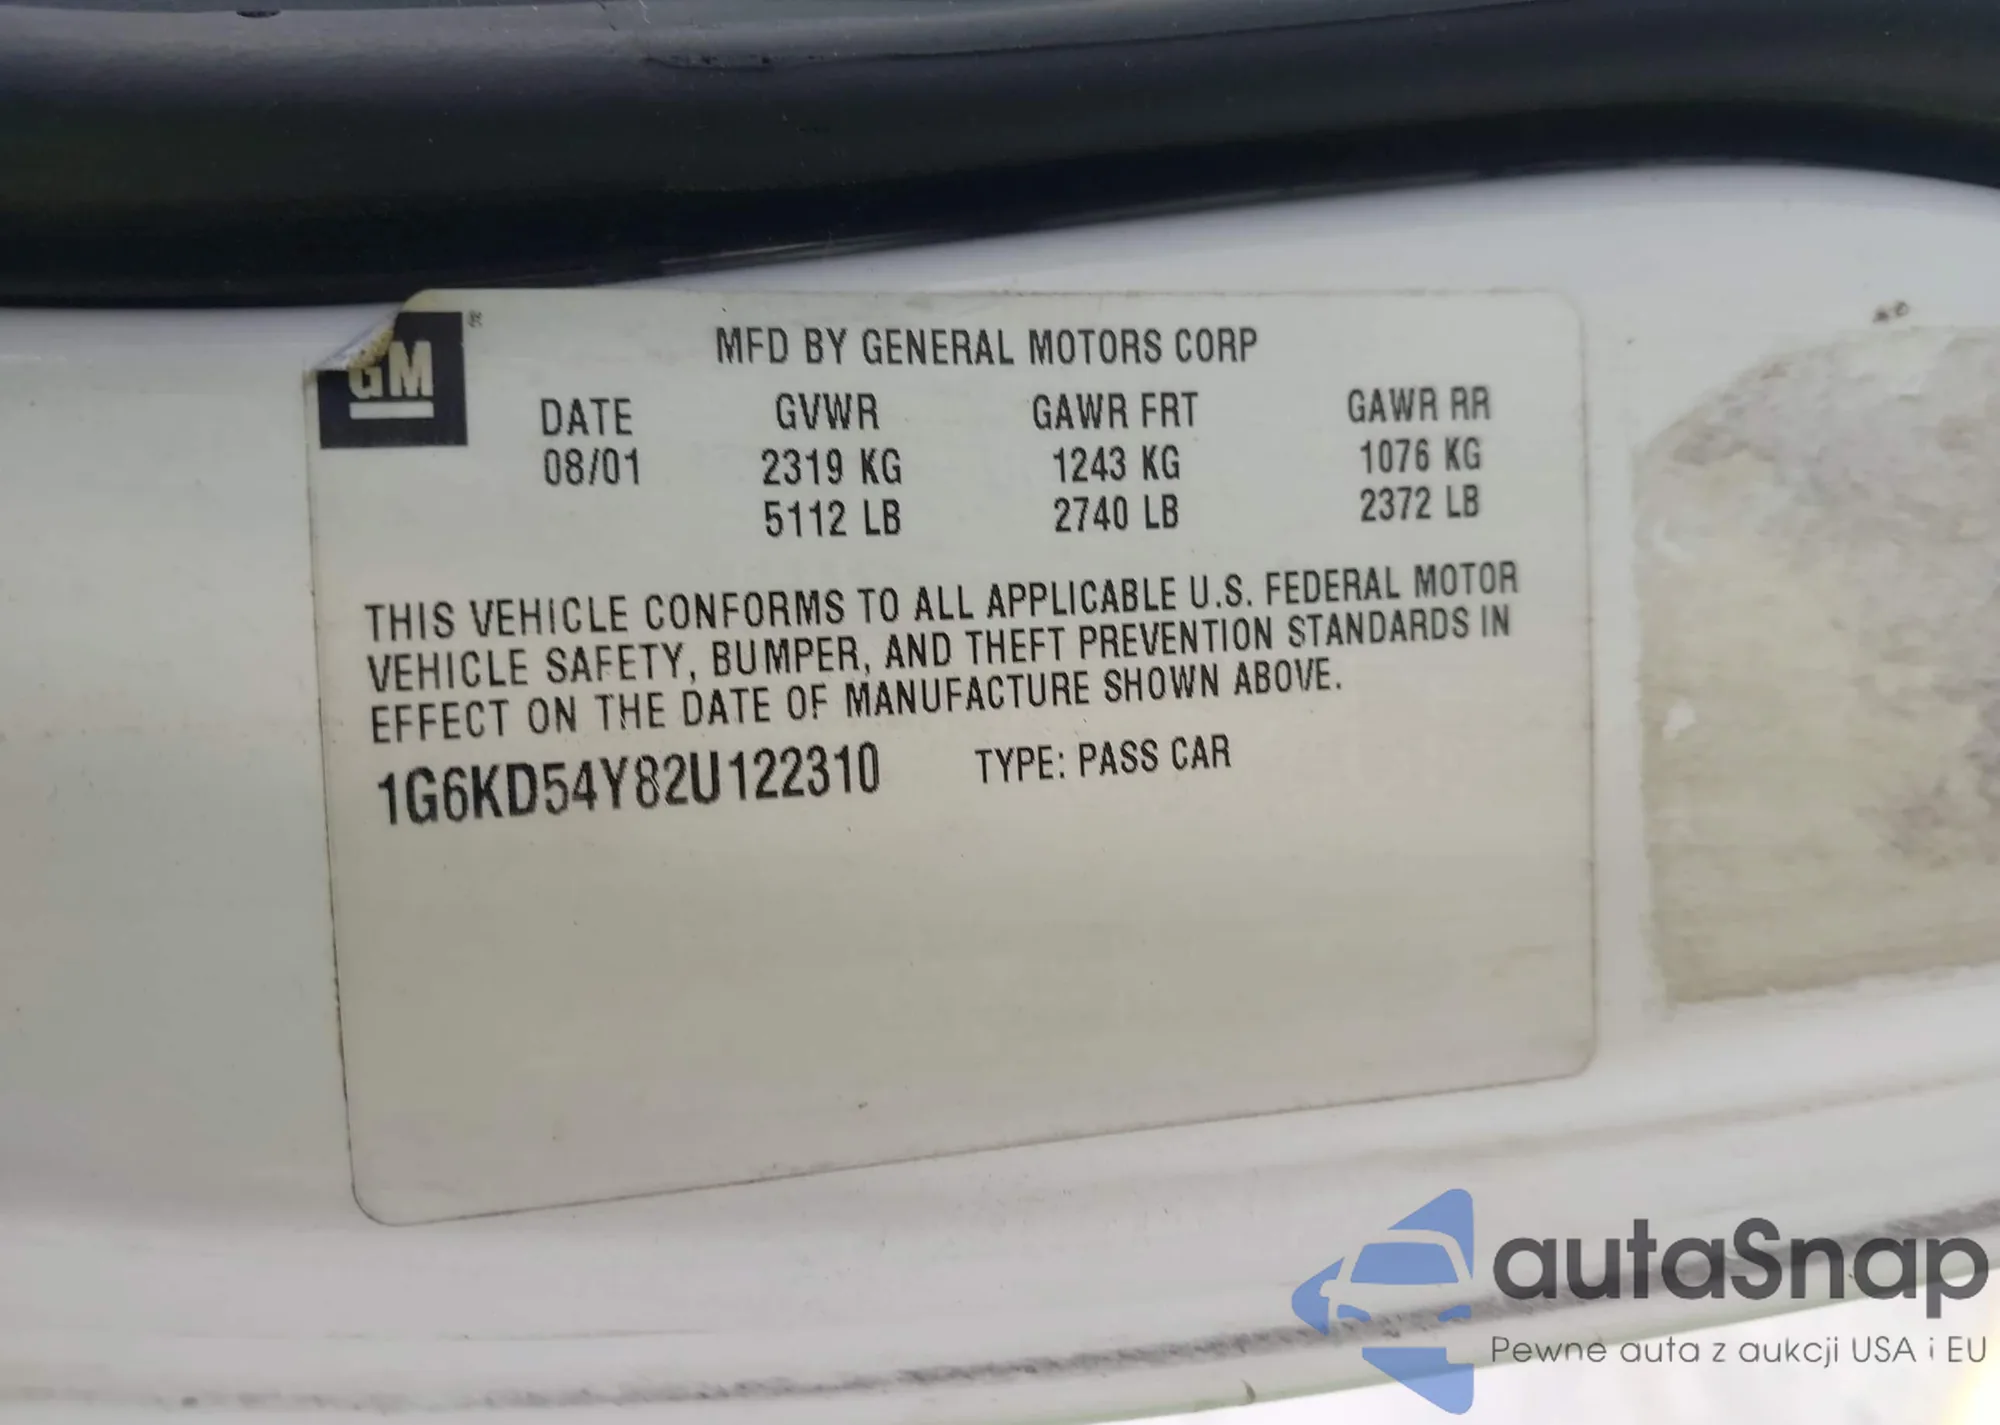 GM ®
MFD BY GENERAL MOTORS CORP
DATE GVWR GAWR FRT GAWR RR
08/01 2319 KG 1243 KG 1076 KG
5112 LB 2740 LB 2372 LB
THIS VEHICLE CONFORMS TO ALL APPLICABLE U.S. FEDERAL MOTOR
VEHICLE SAFETY, BUMPER, AND THEFT PREVENTION STANDARDS IN
EFFECT ON THE DATE OF MANUFACTURE SHOWN ABOVE.
1G6KD54Y82U122310 TYPE: PASS CAR
autaSnap
Pewne auta z aukcji USA i EU